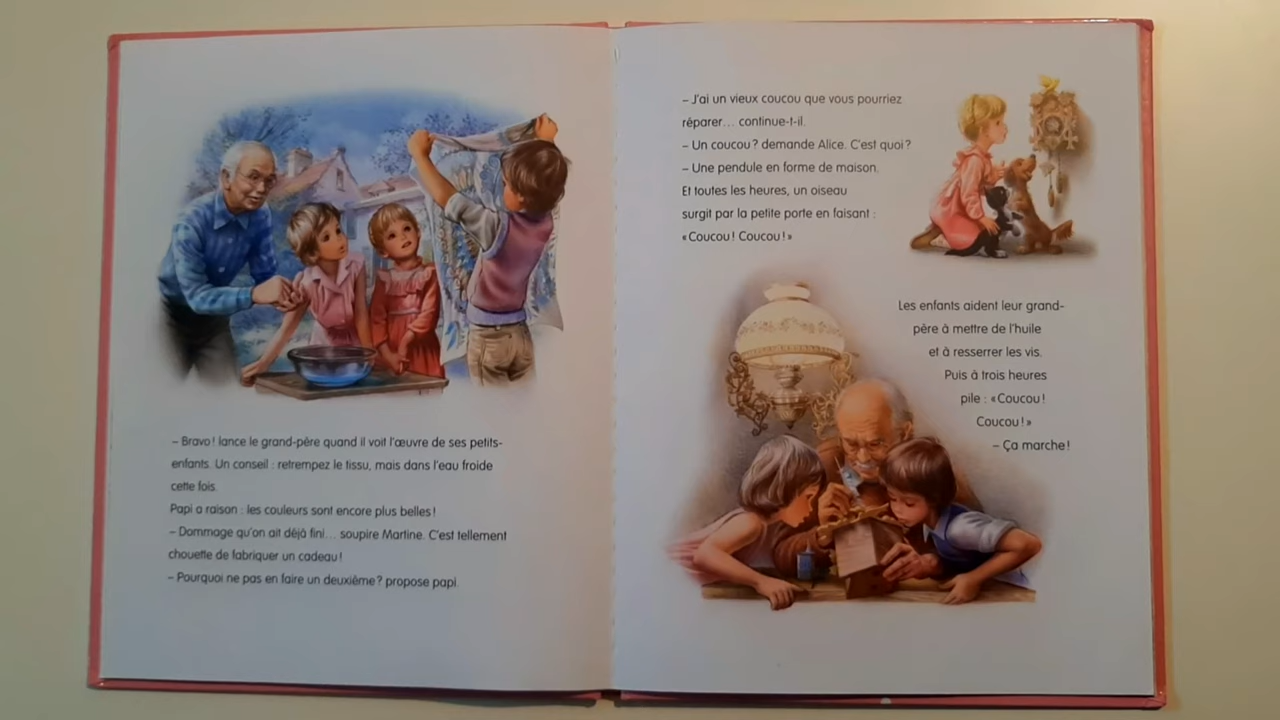 – Bravo ! lance le grand-père quand il voit l'œuvre de ses petits-
enfants. Un conseil : retrempez le tissu, mais dans l'eau froide
cette fois.
Papi a raison : les couleurs sont encore plus belles !
– Dommage qu'on ait déjà fini… soupire Martine. C'est tellement
chouette de fabriquer un cadeau !
– Pourquoi ne pas en faire un deuxième ? propose papi.
– J'ai un vieux coucou que vous pourriez
réparer… continue-t-il.
– Un coucou ? demande Alice. C'est quoi ?
– Une pendule en forme de maison.
Et toutes les heures, un oiseau
surgit par la petite porte en faisant :
« Coucou ! Coucou ! »
Les enfants aident leur grand-
père à mettre de l'huile
et à resserrer les vis.
Puis à trois heures
pile : « Coucou !
Coucou ! »
– Ça marche !